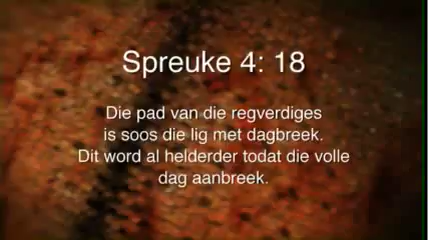 Spreuke 4: 18
Die pad van die regverdiges
is soos die lig met dagbreek.
Dit word al helderder todat die volle
dag aanbreek.